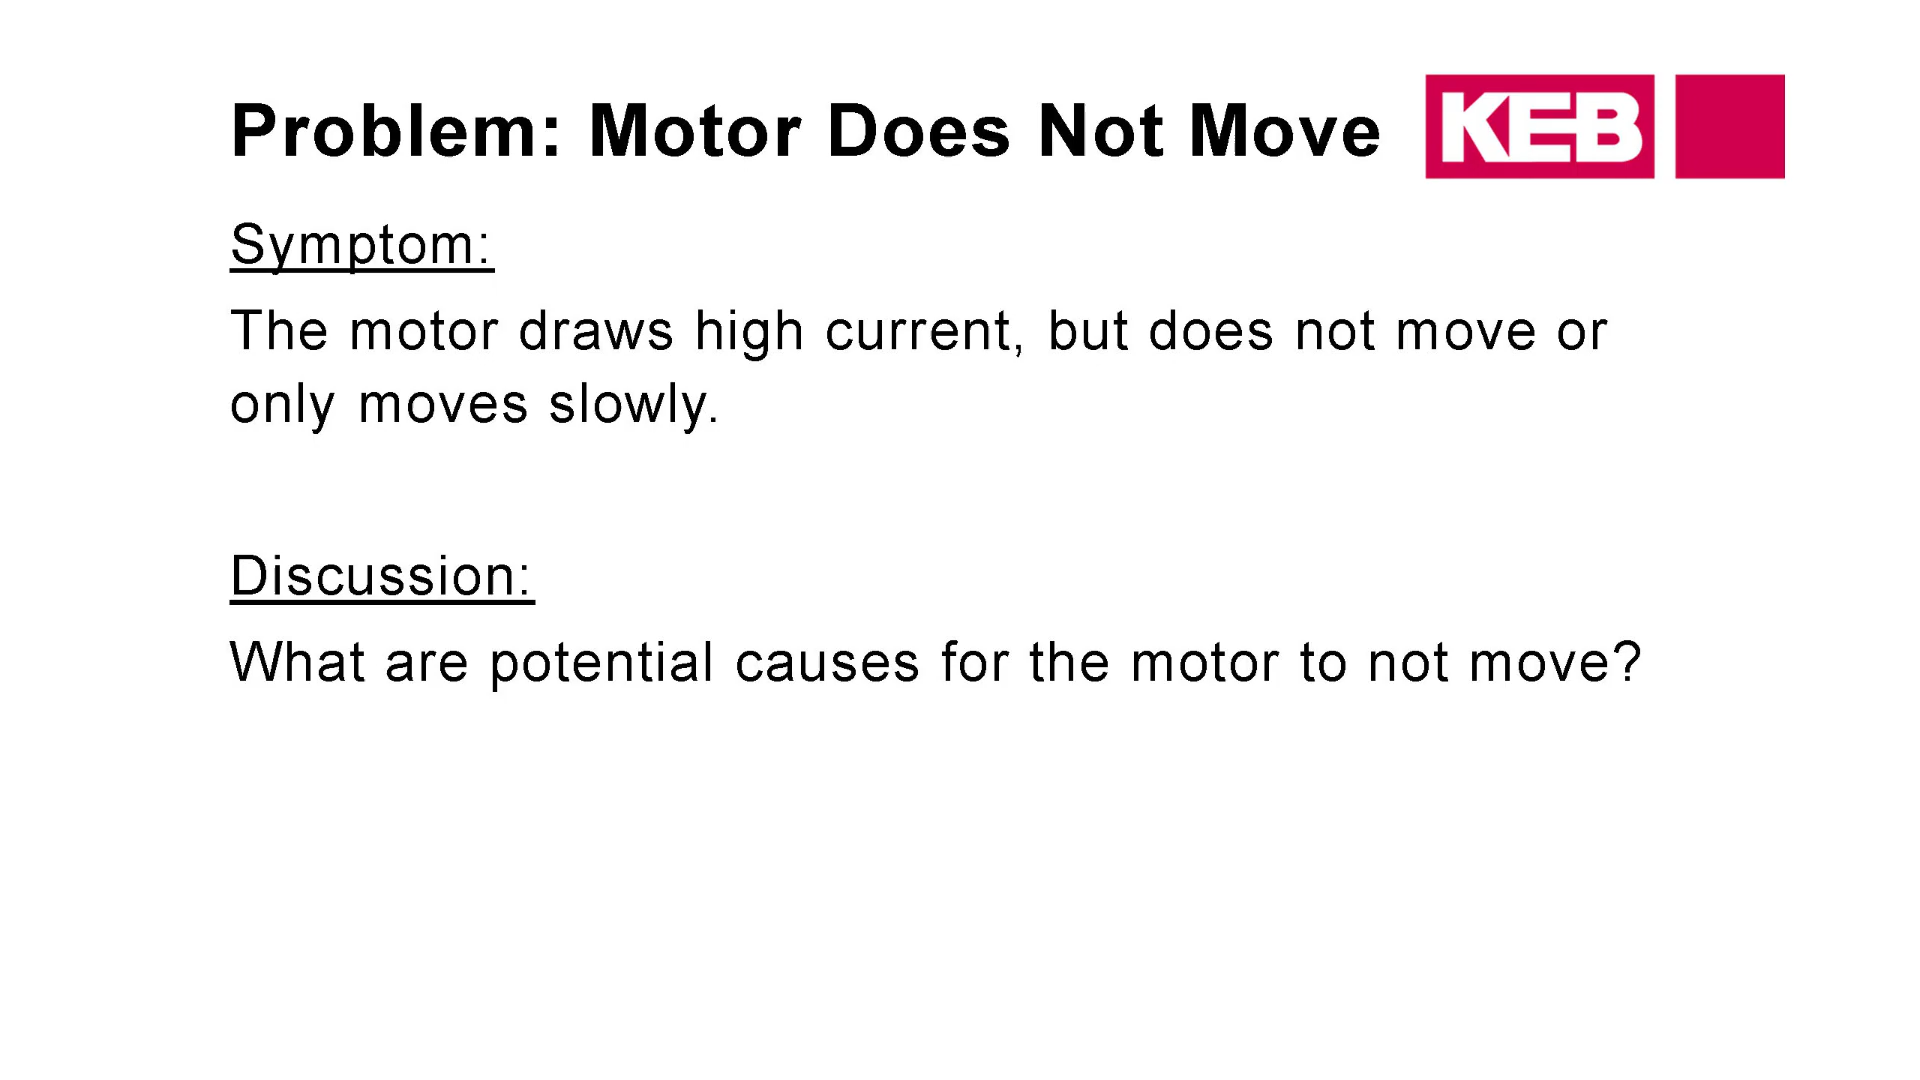 Problem: Motor Does Not Move
KEB
Symptom:
The motor draws high current, but does not move or
only moves slowly.
Discussion:
What are potential causes for the motor to not move?